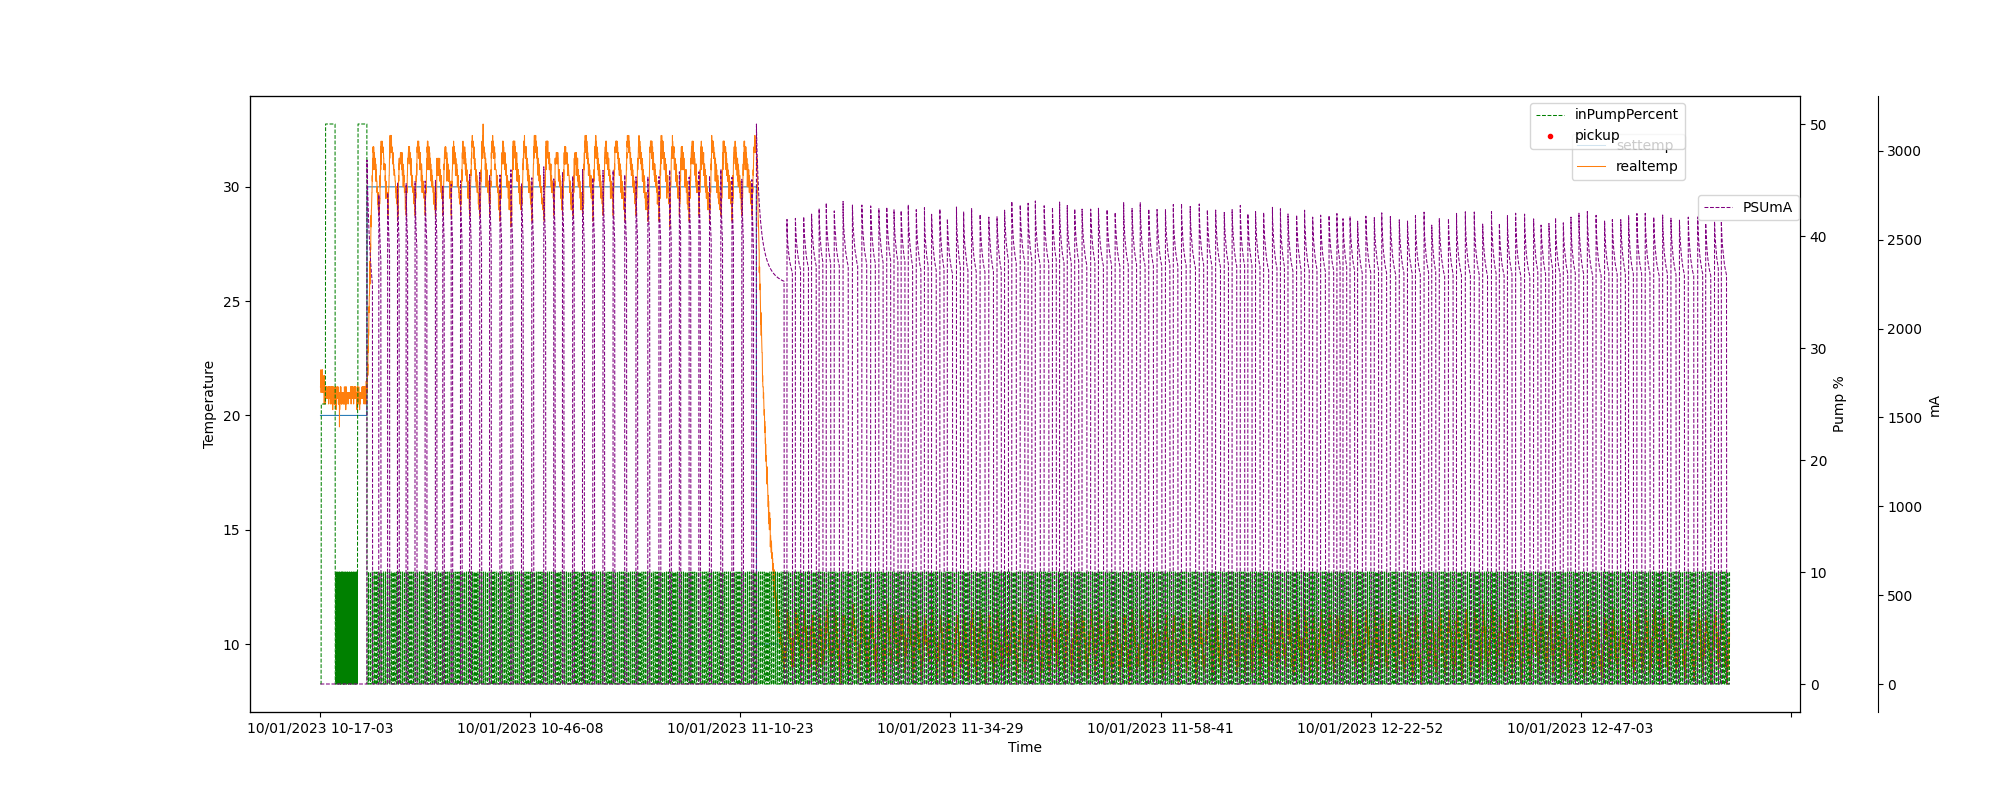 inPumpPercent
pickup
settemp
realtemp
PSUmA
30
25
20
15
10
Temperature
50
40
30
20
10
0
Pump %
3000
2500
2000
1500
1000
500
0
mA
10/01/2023 10-17-03
10/01/2023 10-46-08
10/01/2023 11-10-23
10/01/2023 11-34-29
10/01/2023 11-58-41
10/01/2023 12-22-52
10/01/2023 12-47-03
Time